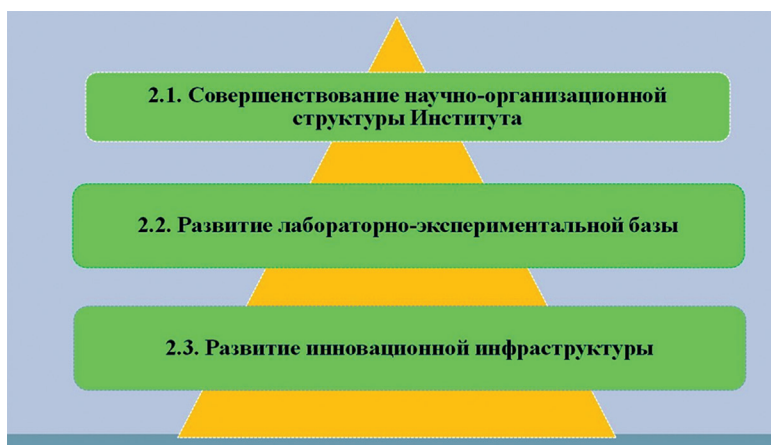 2.1. Совершенствование научно-организационной
структуры Института
2.2. Развитие лабораторно-экспериментальной базы
2.3. Развитие инновационной инфраструктуры